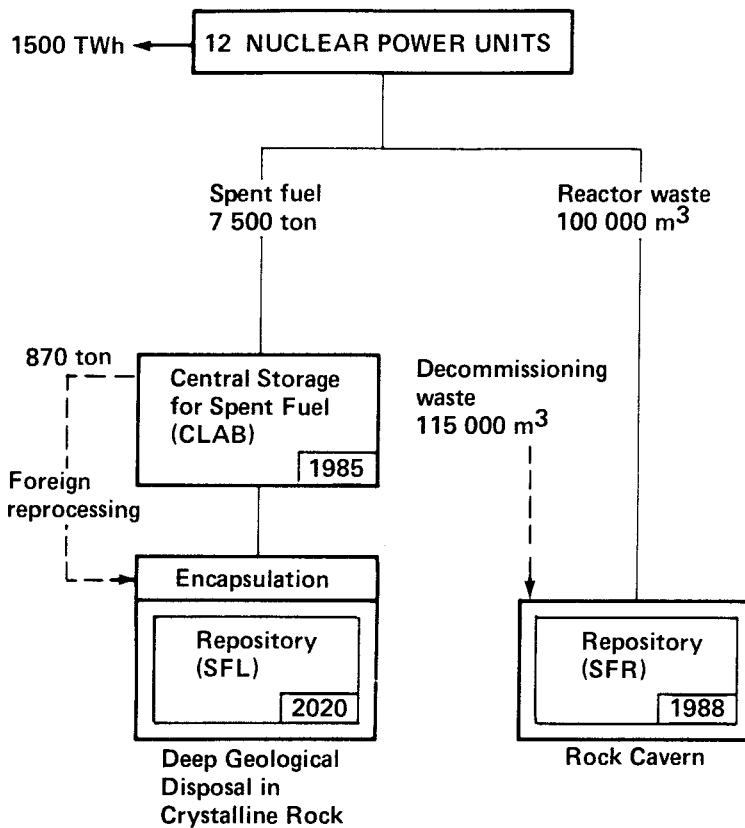 1500 TWh
12 NUCLEAR POWER UNITS
Spent fuel
7 500 ton
Reactor waste
100 000 m³
870 ton
Central Storage
for Spent Fuel
(CLAB)
1985
Decommissioning
waste
115 000 m³
Foreign
reprocessing
Encapsulation
Repository
(SFL)
2020
Repository
(SFR)
1988
Deep Geological
Disposal in
Crystalline Rock
Rock Cavern